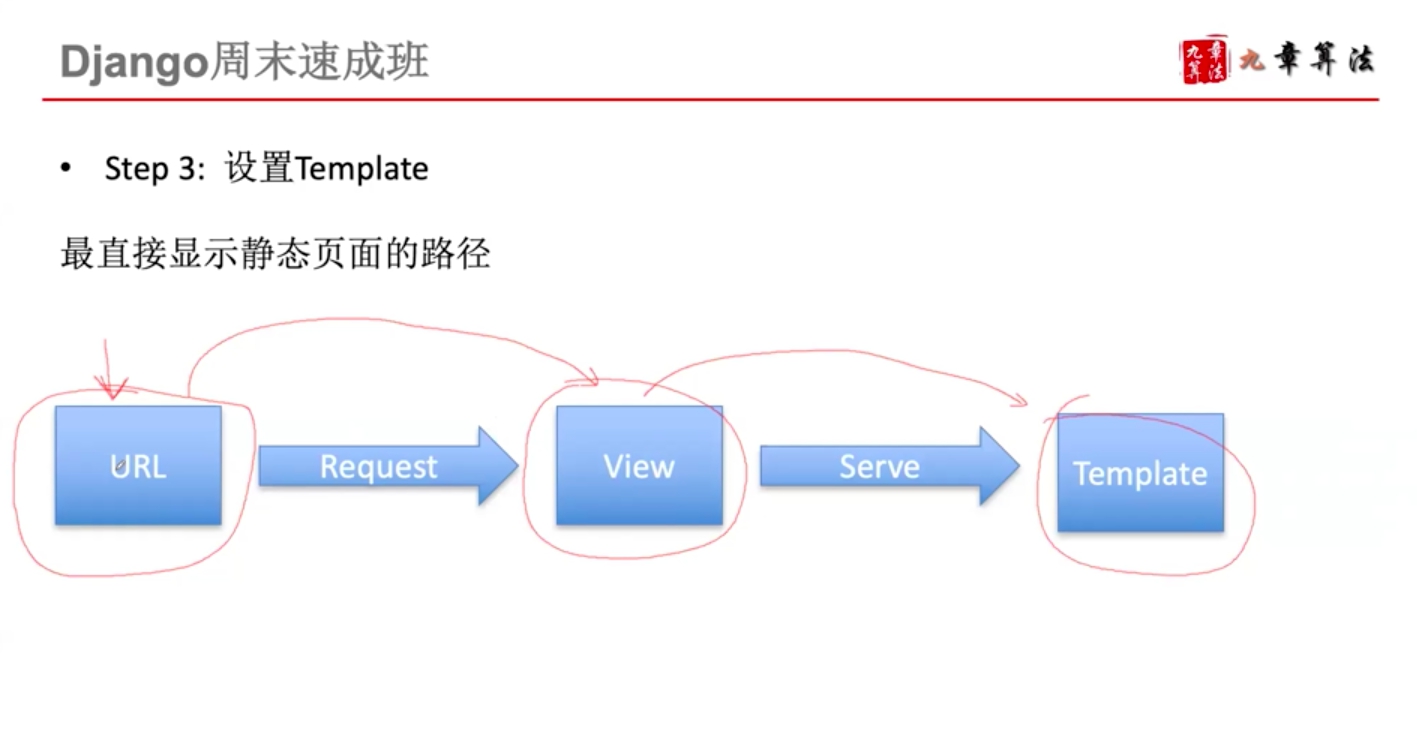 Django周末速成班
九章算法 九章算法
• Step 3: 设置Template
最直接显示静态页面的路径
URL Request View Serve Template